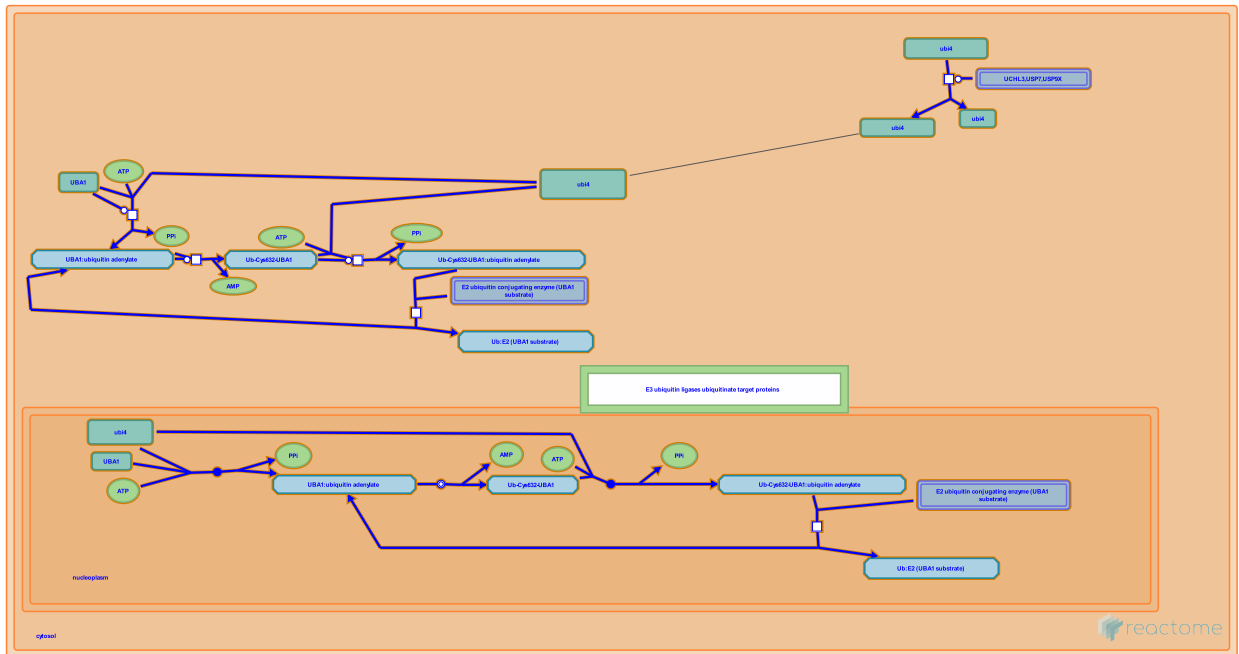 ubi4
UCHL3,USP7,USP9X
ubi4
ubi4
ATP
UBA1
ubi4
PPi
ATP
PPi
UBA1:ubiquitin adenylate
Ub-Cys632-UBA1
Ub-Cys632-UBA1:ubiquitin adenylate
AMP
E2 ubiquitin conjugating enzyme (UBA1
substrate)
Ub:E2 (UBA1 substrate)
E3 ubiquitin ligases ubiquitinate target proteins
ubi4
UBA1
ATP
PPi
AMP
ATP
PPi
UBA1:ubiquitin adenylate
Ub-Cys632-UBA1
Ub-Cys632-UBA1:ubiquitin adenylate
E2 ubiquitin conjugating enzyme (UBA1
substrate)
Ub:E2 (UBA1 substrate)
nucleoplasm
cytosol
reactome